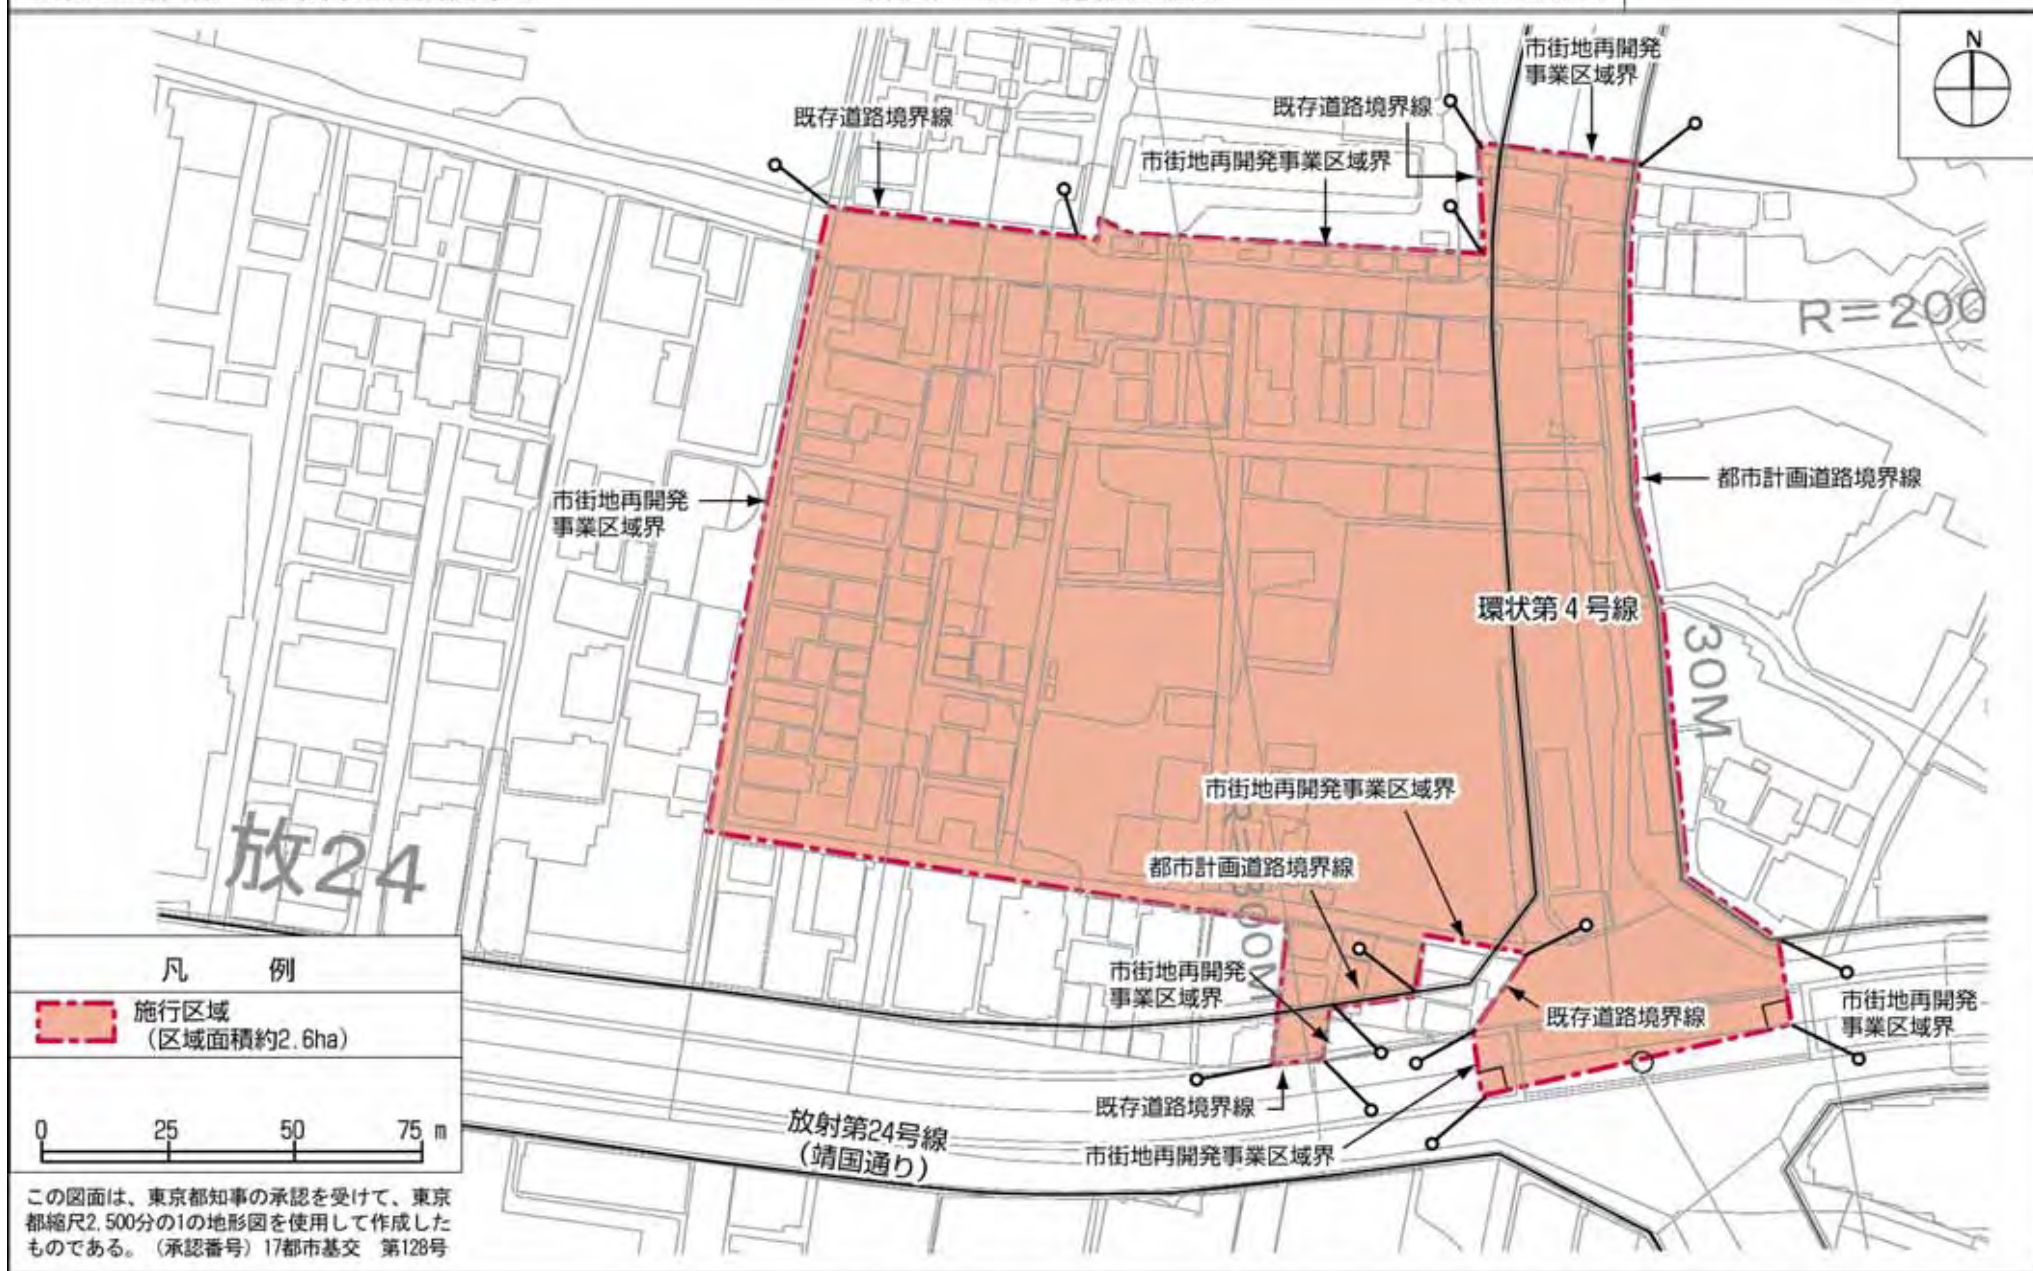 市街地再開発
事業区域界
N
既存道路境界線
既存道路境界線
市街地再開発事業区域界
R=200
都市計画道路境界線
市街地再開発
事業区域界
環状第4号線
30M
市街地再開発事業区域界
放24
都市計画道路境界線
R=300M
市街地再開発
事業区域界
既存道路境界線
市街地再開発
事業区域界
既存道路境界線
放射第24号線
(靖国通り)
市街地再開発事業区域界
凡 例
施行区域
(区域面積約2.6ha)
0 25 50 75 m
この図面は、東京都知事の承認を受けて、東京
都縮尺2,500分の1の地形図を使用して作成した
ものである。(承認番号)17都市基交 第128号